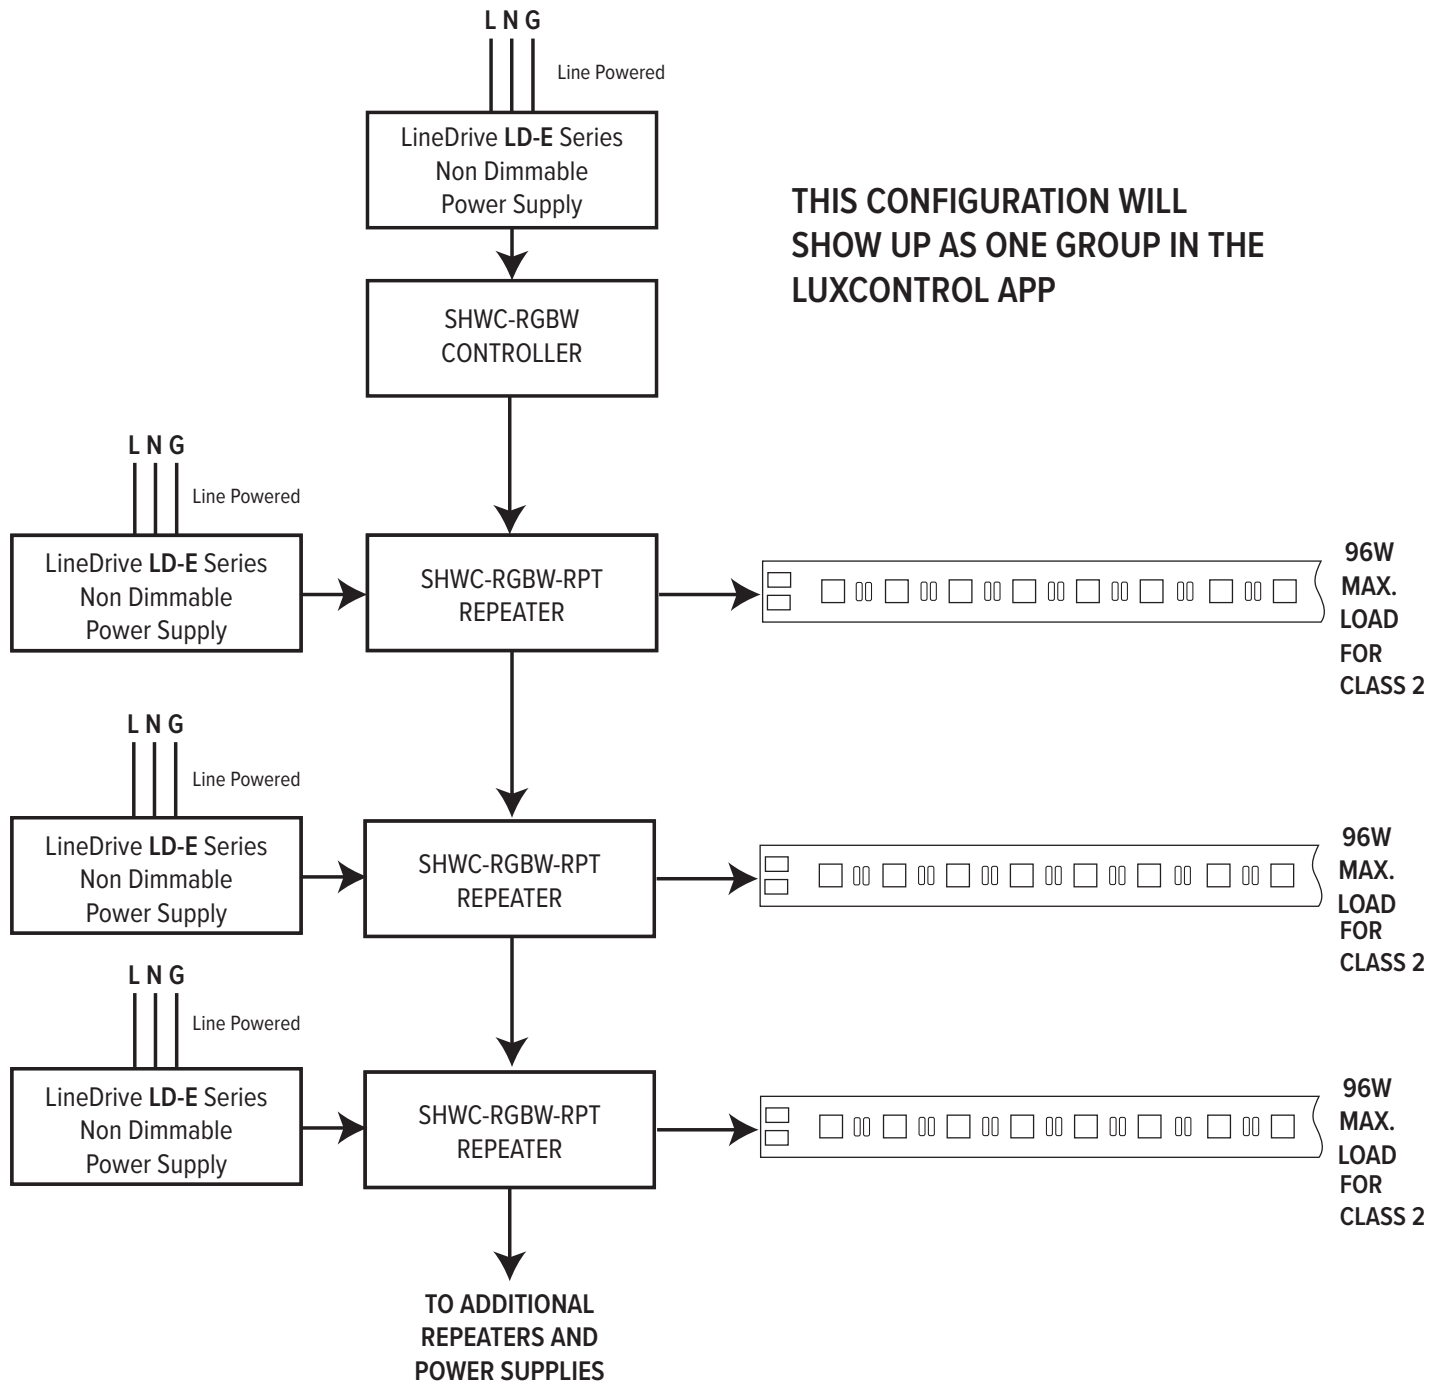 L N G
Line Powered
LineDrive LD-E Series
Non Dimmable
Power Supply
THIS CONFIGURATION WILL
SHOW UP AS ONE GROUP IN THE
LUXCONTROL APP
SHWC-RGBW
CONTROLLER
L N G
Line Powered
LineDrive LD-E Series
Non Dimmable
Power Supply
SHWC-RGBW-RPT
REPEATER
96W
MAX.
LOAD
FOR
CLASS 2
L N G
Line Powered
LineDrive LD-E Series
Non Dimmable
Power Supply
SHWC-RGBW-RPT
REPEATER
96W
MAX.
LOAD
FOR
CLASS 2
L N G
Line Powered
LineDrive LD-E Series
Non Dimmable
Power Supply
SHWC-RGBW-RPT
REPEATER
96W
MAX.
LOAD
FOR
CLASS 2
TO ADDITIONAL
REPEATERS AND
POWER SUPPLIES